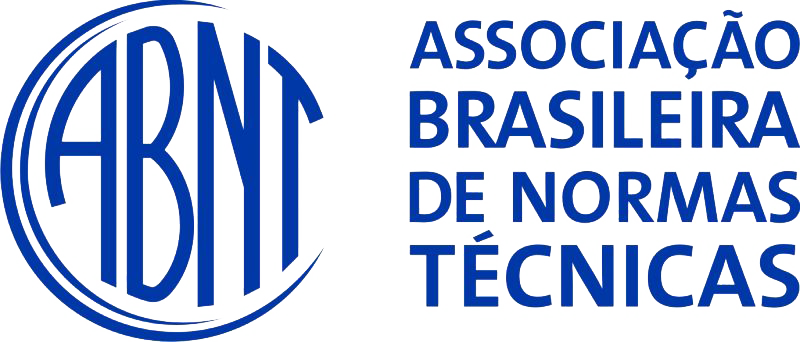 ABNT
ASSOCIAÇÃO
BRASILEIRA
DE NORMAS
TÉCNICAS